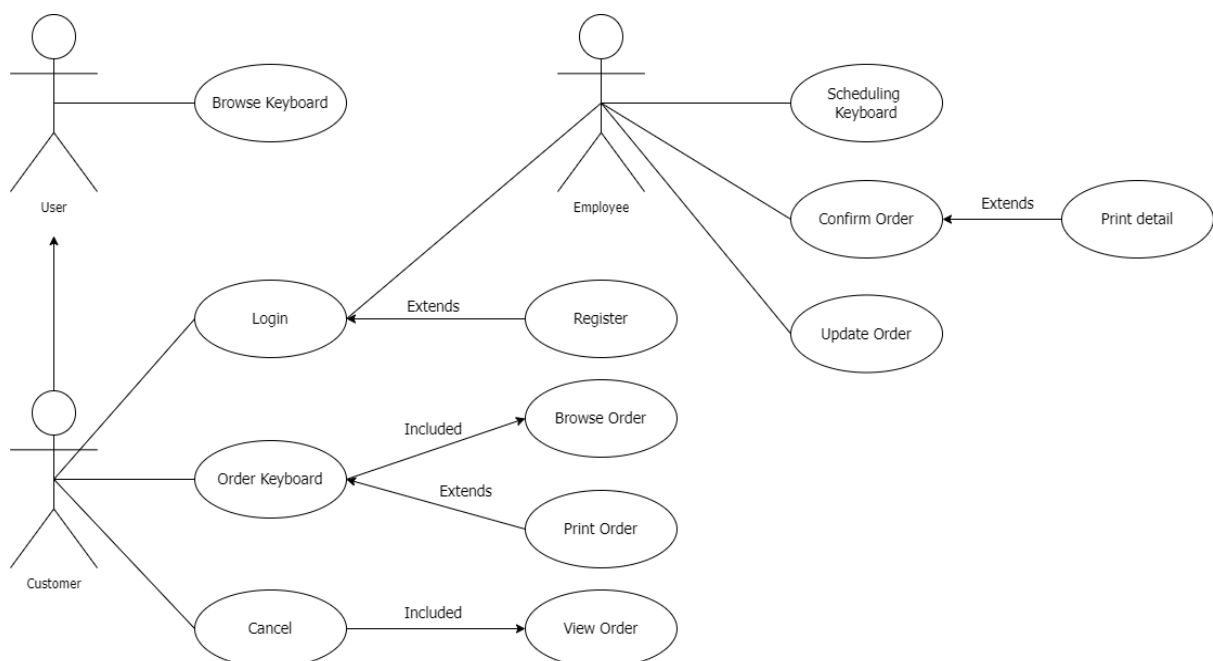 Browse Keyboard
Scheduling
Keyboard
User
Employee
Confirm Order
Extends
Print detail
Login
Extends
Register
Update Order
Order Keyboard
Included
Browse Order
Extends
Print Order
Customer
Cancel
Included
View Order